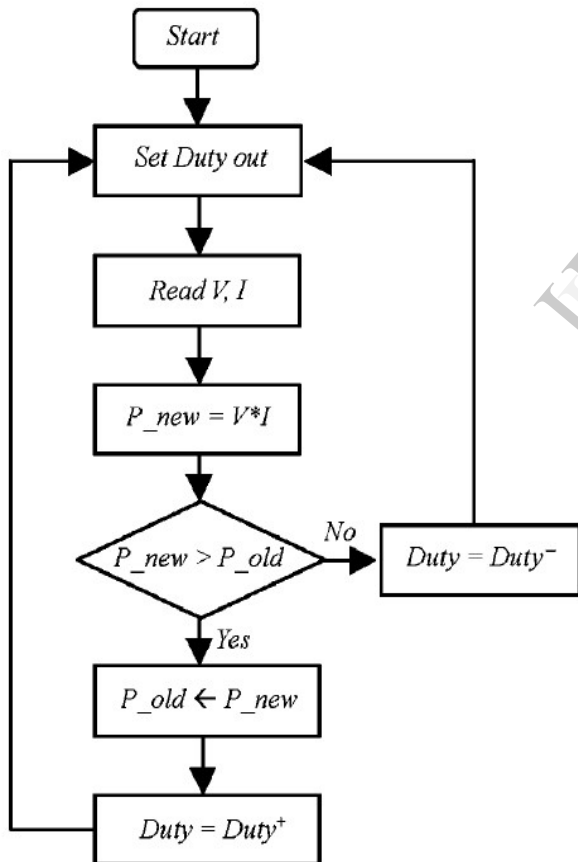 Start
Set Duty out
Read V, I
P_new = V*I
P_new > P_old
No
Duty = Duty⁻
Yes
P_old ← P_new
Duty = Duty⁺